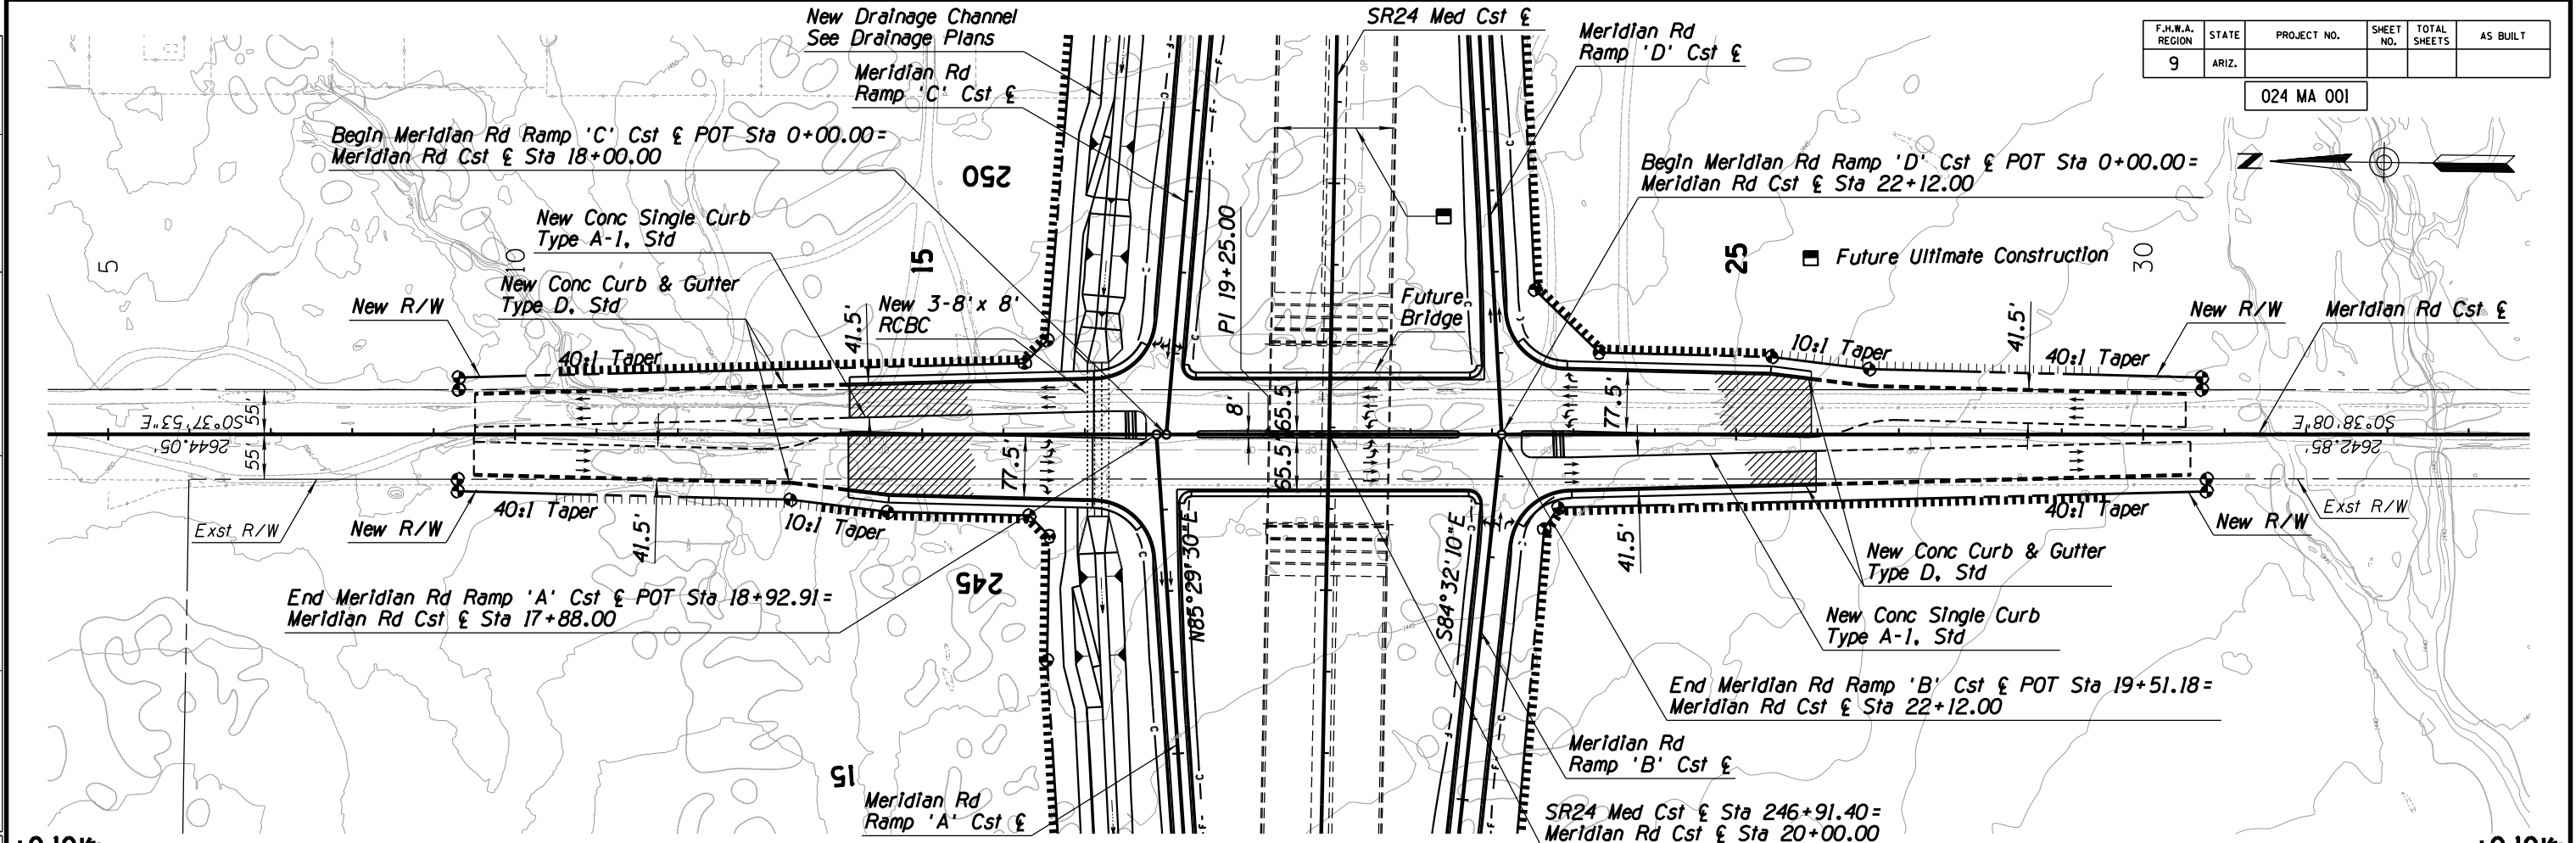 New Drainage Channel
See Drainage Plans
SR24 Med Cst ℄
Meridian Rd
Ramp 'D' Cst ℄
F.H.W.A. REGION
STATE
PROJECT NO.
SHEET NO.
TOTAL SHEETS
AS BUILT
9
ARIZ.
024 MA 001
Meridian Rd
Ramp 'C' Cst ℄
Begin Meridian Rd Ramp 'C' Cst ℄ POT Sta 0+00.00=
Meridian Rd Cst ℄ Sta 18+00.00
250
Begin Meridian Rd Ramp 'D' Cst ℄ POT Sta 0+00.00=
Meridian Rd Cst ℄ Sta 22+12.00
N
New Conc Single Curb
Type A-1, Std
5
10
15
25
Future Ultimate Construction
30
New Conc Curb & Gutter
Type D, Std
New R/W
New 3-8' x 8'
RCBC
41.5'
PI 19+25.00
Future
Bridge
New R/W
Meridian Rd Cst ℄
41.5'
40:1 Taper
10:1 Taper
40:1 Taper
S0°37'53"E
2644.05'
55'
55'
8'
65.5'
65.5'
77.5'
77.5'
S0°38'08"E
2642.85'
Exst R/W
New R/W
40:1 Taper
41.5'
10:1 Taper
N85°29'30"E
S84°32'10"E
41.5'
40:1 Taper
Exst R/W
New R/W
New Conc Curb & Gutter
Type D, Std
245
End Meridian Rd Ramp 'A' Cst ℄ POT Sta 18+92.91=
Meridian Rd Cst ℄ Sta 17+88.00
New Conc Single Curb
Type A-1, Std
End Meridian Rd Ramp 'B' Cst ℄ POT Sta 19+51.18=
Meridian Rd Cst ℄ Sta 22+12.00
15
Meridian Rd
Ramp 'A' Cst ℄
Meridian Rd
Ramp 'B' Cst ℄
SR24 Med Cst ℄ Sta 246+91.40=
Meridian Rd Cst ℄ Sta 20+00.00